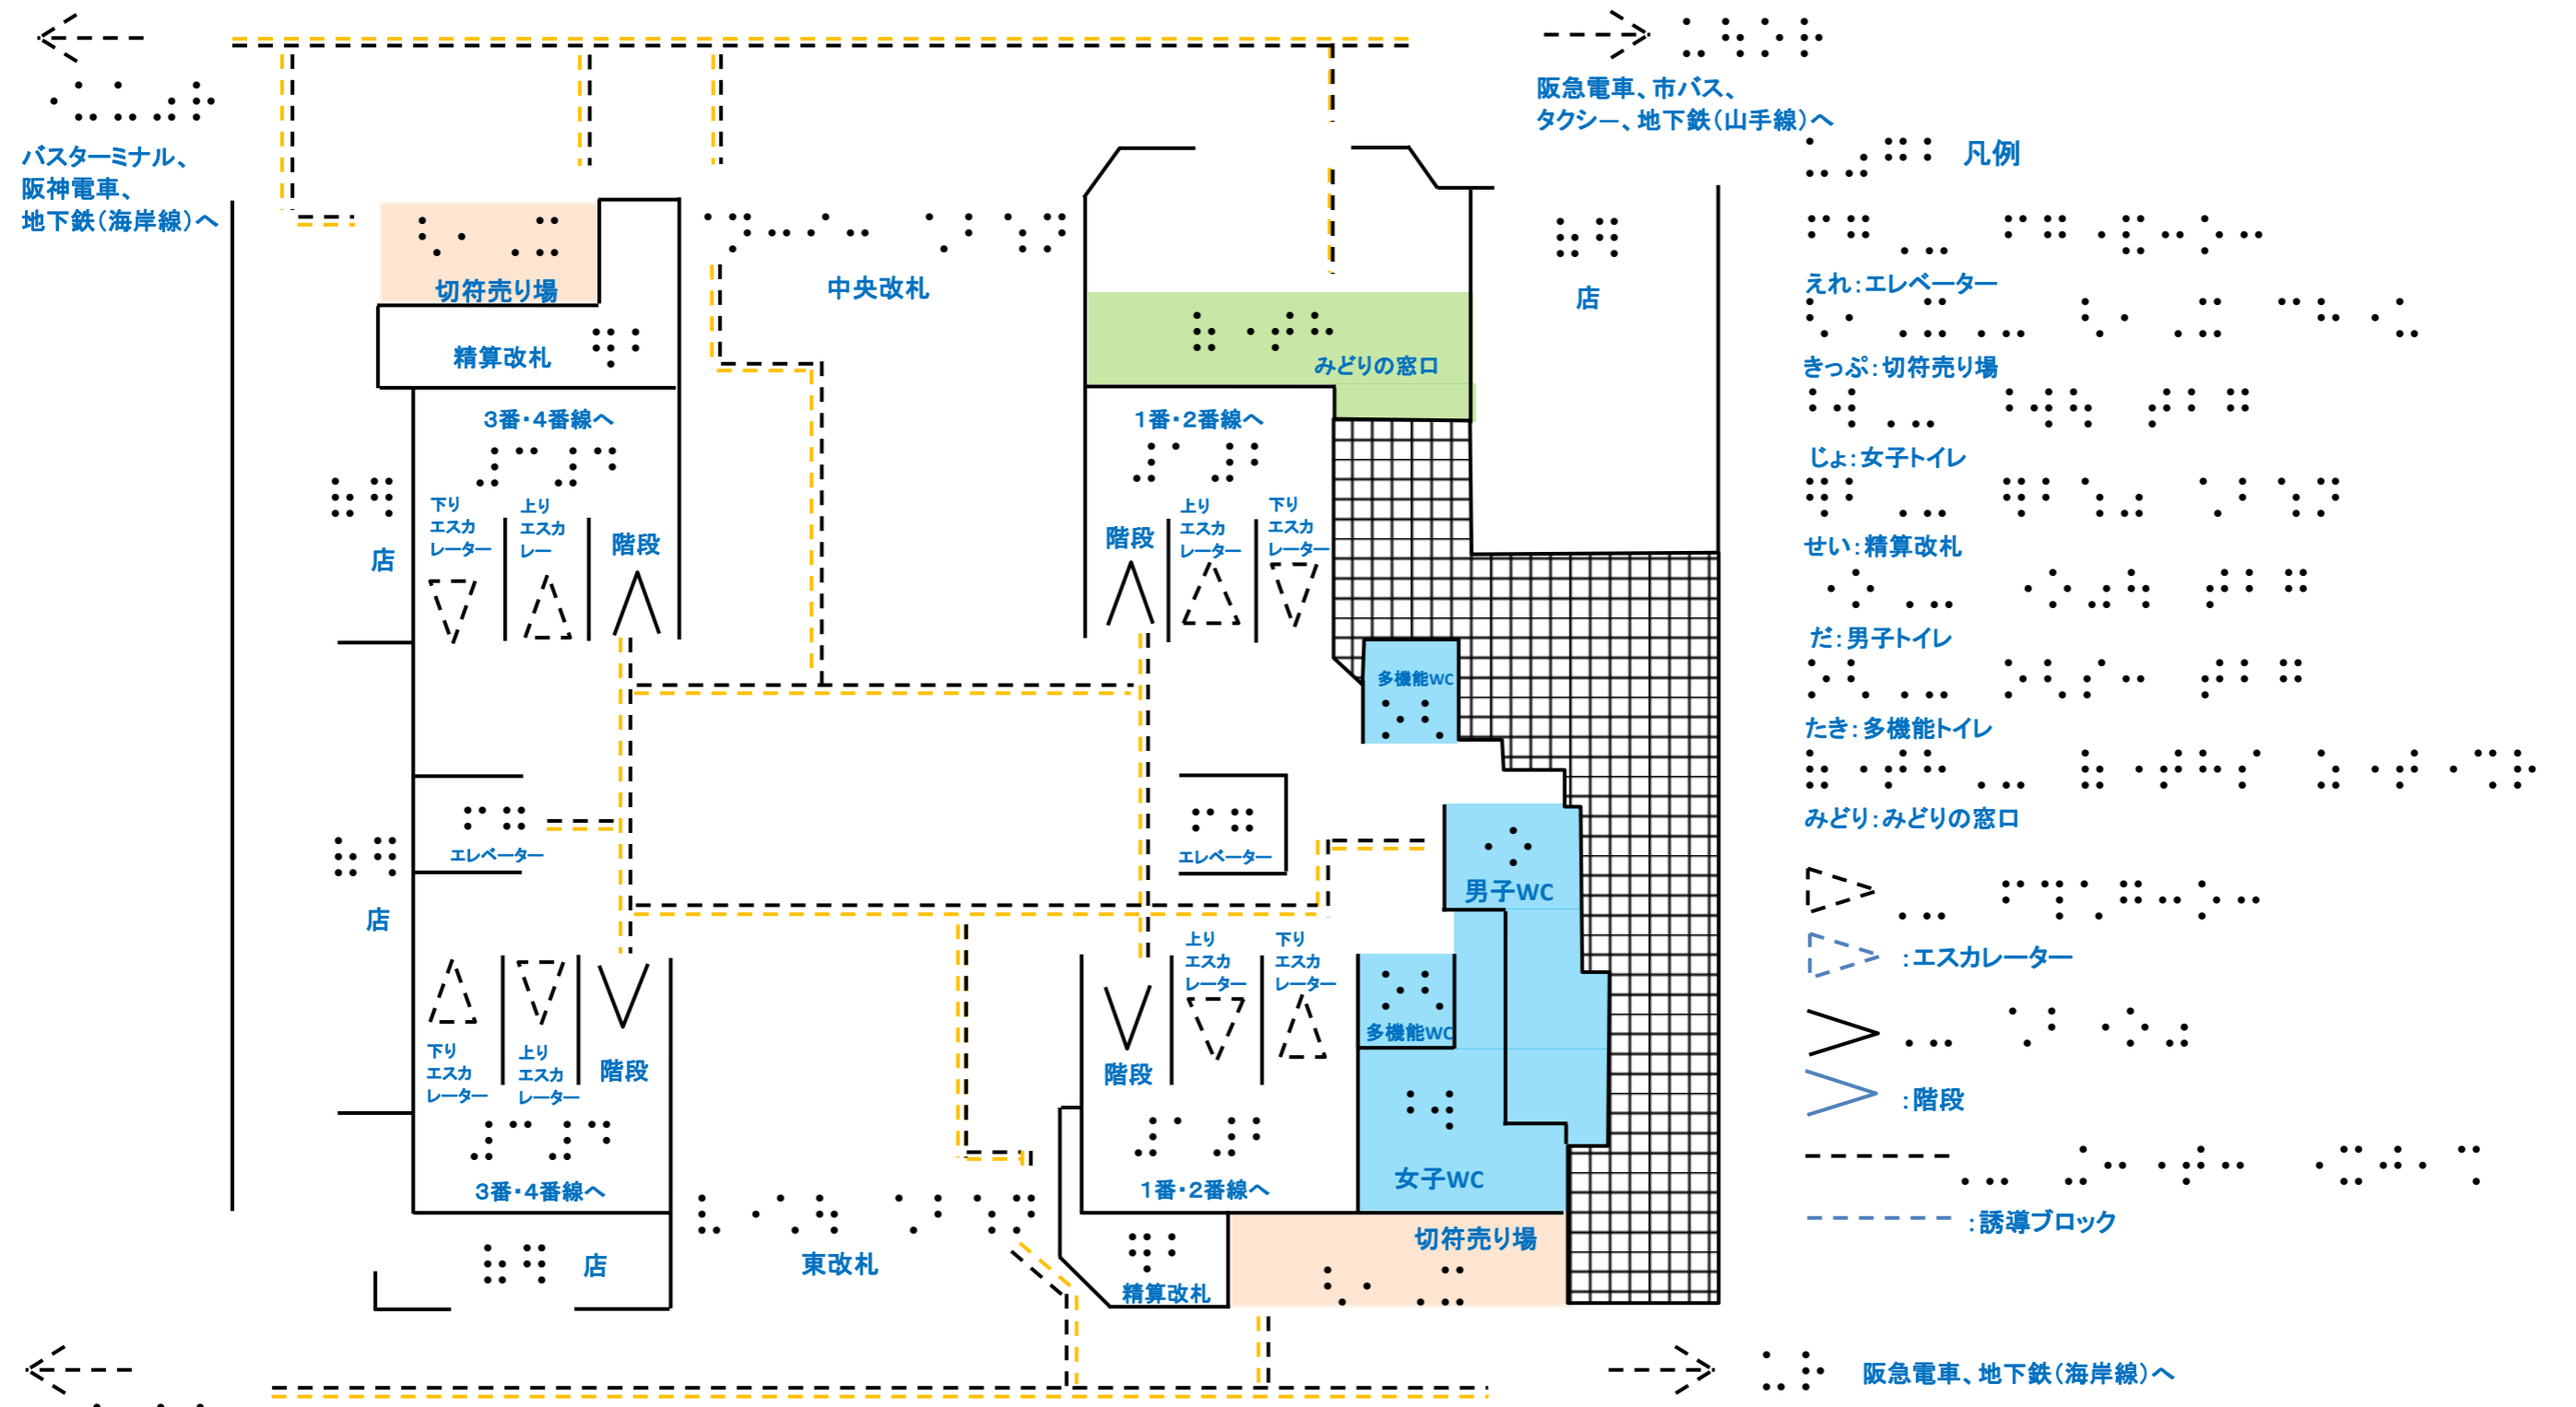 バスターミナル、
阪神電車、
地下鉄(海岸線)へ
阪急電車、市バス、
タクシー、地下鉄(山手線)へ
凡例
切符売り場
中央改札
店
えれ:エレベーター
精算改札
みどりの窓口
きっぷ:切符売り場
3番・4番線へ
1番・2番線へ
じょ:女子トイレ
下り
エスカ
レーター
上り
エスカ
レー
階段
階段
上り
エスカ
レーター
下り
エスカ
レーター
店
せい:精算改札
だ:男子トイレ
多機能WC
たき:多機能トイレ
エレベーター
エレベーター
みどり:みどりの窓口
店
男子WC
:エスカレーター
上り
エスカ
レーター
下り
エスカ
レーター
多機能WC
下り
エスカ
レーター
上り
エスカ
レーター
階段
階段
:階段
3番・4番線へ
1番・2番線へ
女子WC
:誘導ブロック
店
東改札
精算改札
切符売り場
阪急電車、地下鉄(海岸線)へ